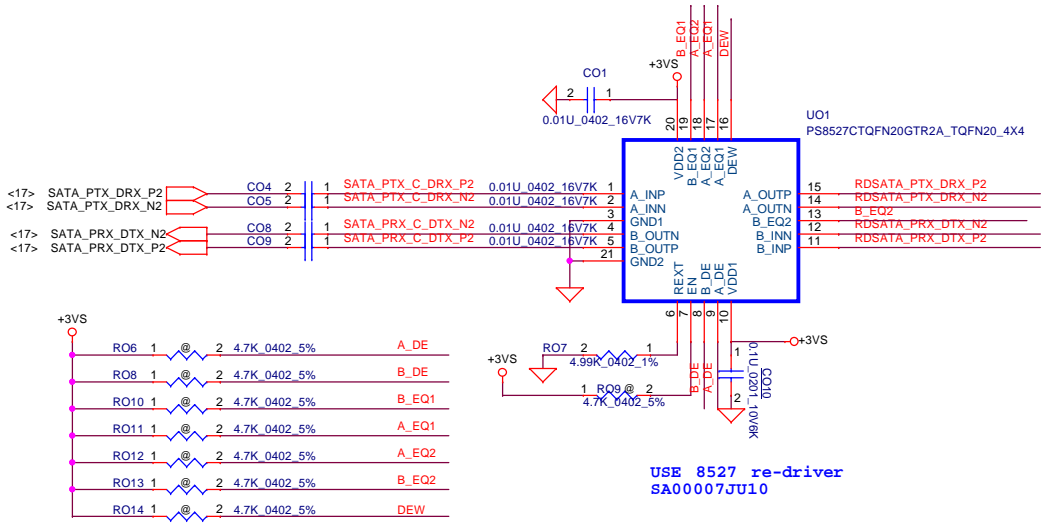 B_EQ1
A_EQ2
A_EQ1
DEW
+3VS
CO1
2 1
0.01U_0402_16V7K
20
19
18
17
16
UO1
PS8527CTQFN20GTR2A_TQFN20_4X4
VDD2
B_EQ1
A_EQ2
A_EQ1
DEW
<17> SATA_PTX_DRX_P2 CO4 2 1 SATA_PTX_C_DRX_P2 0.01U_0402_16V7K 1 A_INP A_OUTP 15 RDSATA_PTX_DRX_P2
<17> SATA_PTX_DRX_N2 CO5 2 1 SATA_PTX_C_DRX_N2 0.01U_0402_16V7K 2 A_INN A_OUTN 14 RDSATA_PTX_DRX_N2
3 GND1 B_EQ2 13 B_EQ2
<17> SATA_PRX_DTX_N2 CO8 2 1 SATA_PRX_C_DTX_N2 0.01U_0402_16V7K 4 B_OUTN B_INN 12 RDSATA_PRX_DTX_N2
<17> SATA_PRX_DTX_P2 CO9 2 1 SATA_PRX_C_DTX_P2 0.01U_0402_16V7K 5 B_OUTP B_INP 11 RDSATA_PRX_DTX_P2
21 GND2
REXT
EN
B_DE
A_DE
VDD1
6
7
8
9
10
+3VS
RO7 2 1
4.99K_0402_1%
+3VS
1 RO9 @ 2
4.7K_0402_5%
B_DE
A_DE
1
2
0.1U_0201_10V6K
CO10
+3VS
RO6 1 @ 2 4.7K_0402_5% A_DE
RO8 1 @ 2 4.7K_0402_5% B_DE
RO10 1 @ 2 4.7K_0402_5% B_EQ1
RO11 1 @ 2 4.7K_0402_5% A_EQ1
RO12 1 @ 2 4.7K_0402_5% A_EQ2
RO13 1 @ 2 4.7K_0402_5% B_EQ2
RO14 1 @ 2 4.7K_0402_5% DEW
USE 8527 re-driver
SA00007JU10